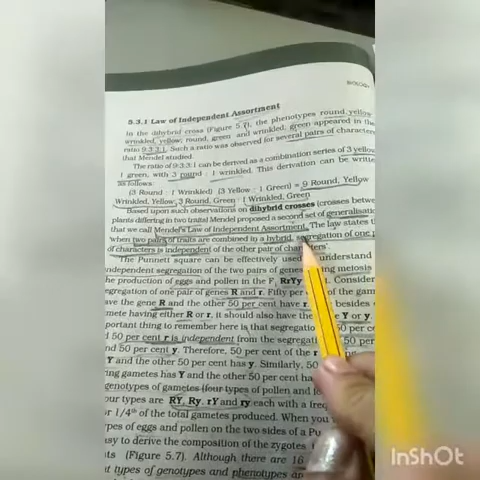 BIOLOGY
5.3.1 Law of Independent Assortment
In the dihybrid cross (Figure 5.7), the phenotypes round, yellow
wrinkled, yellow; round, green and wrinkled, green appeared in the
ratio 9:3:3:1. Such a ratio was observed for several pairs of characters
that Mendel studied.
The ratio of 9:3:3:1 can be derived as a combination series of 3 yellow
1 green, with 3 round : 1 wrinkled. This derivation can be written
as follows:
(3 Round : 1 Wrinkled) (3 Yellow : 1 Green) = 9 Round, Yellow
Wrinkled, Yellow: 3 Round, Green : 1 Wrinkled, Green
Based upon such observations on dihybrid crosses (crosses betwe
plants differing in two traits) Mendel proposed a second set of generalisatio
that we call Mendel's Law of Independent Assortment. The law states t
'when two pairs of traits are combined in a hybrid, segregation of one p
of characters is independent of the other pair of characters'.
The Punnett square can be effectively used understand
independent segregation of the two pairs of genes meiosis
the production of eggs and pollen in the F₁ RrYy Consider
segregation of one pair of genes R and r. Fifty per of the gam
have the gene R and the other 50 per cent have besides
mete having either R or r, it should also have the Y or y.
portant thing to remember here is that segregatio 50 per ce
d 50 per cent r is independent from the segrega 50 per
nd 50 per cent y. Therefore, 50 per cent of the r
Y and the other 50 per cent has y. Similarly, 50
ing gametes has Y and the other 50 per cent ha
genotypes of gametes (four types of pollen and fo
our types are RY, Ry, rY and ry each with a freq
or 1/4th of the total gametes produced. When you
ypes of eggs and pollen on the two sides of a Pu
asy to derive the composition of the zygotes
ts (Figure 5.7). Although there are 16
t types of genotypes and phenotypes
InShOt